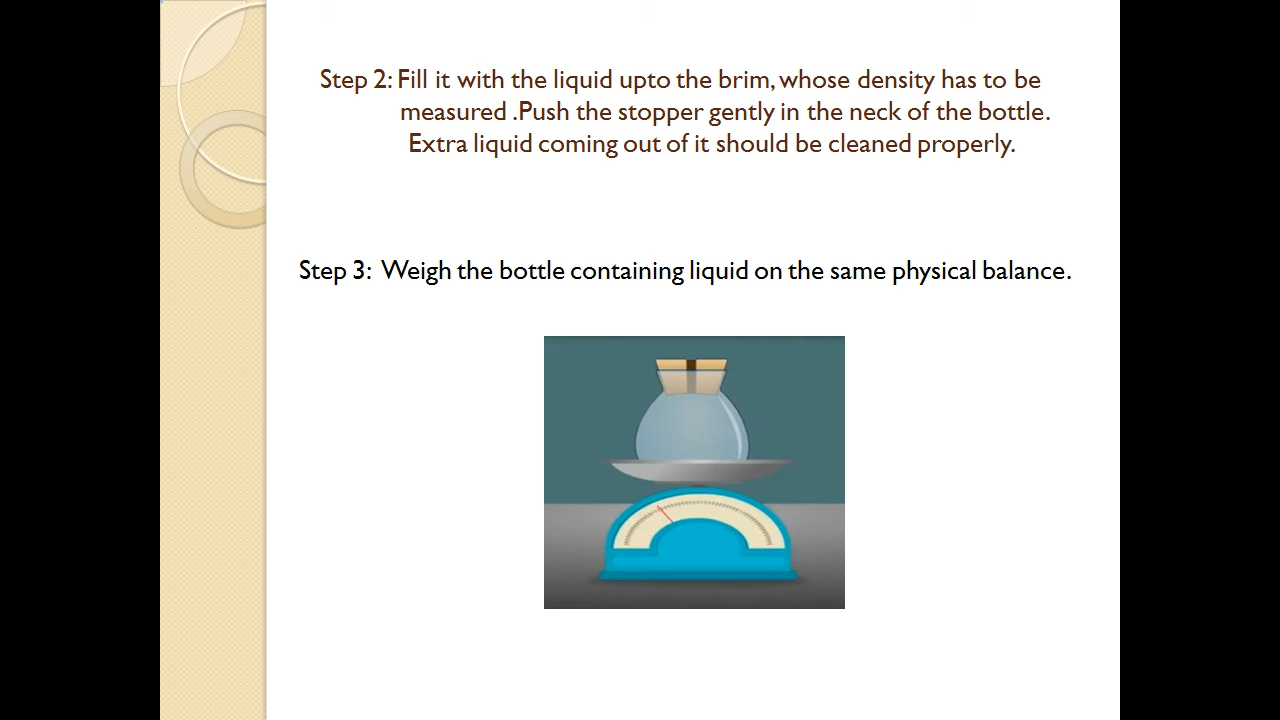 Step 2: Fill it with the liquid upto the brim, whose density has to be
measured .Push the stopper gently in the neck of the bottle.
Extra liquid coming out of it should be cleaned properly.
Step 3: Weigh the bottle containing liquid on the same physical balance.